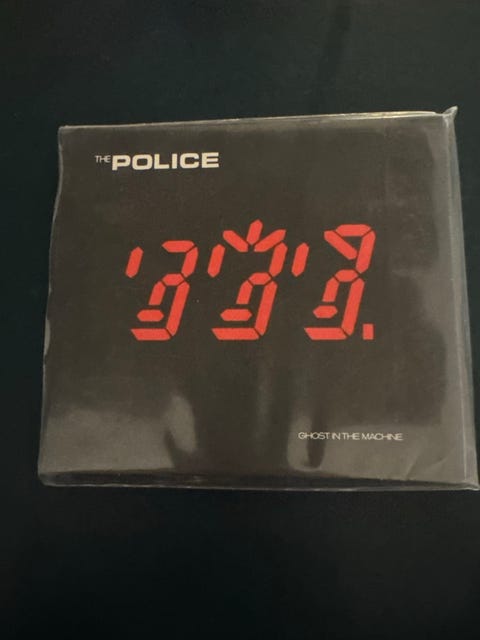 THE POLICE
GHOST IN THE MACHINE